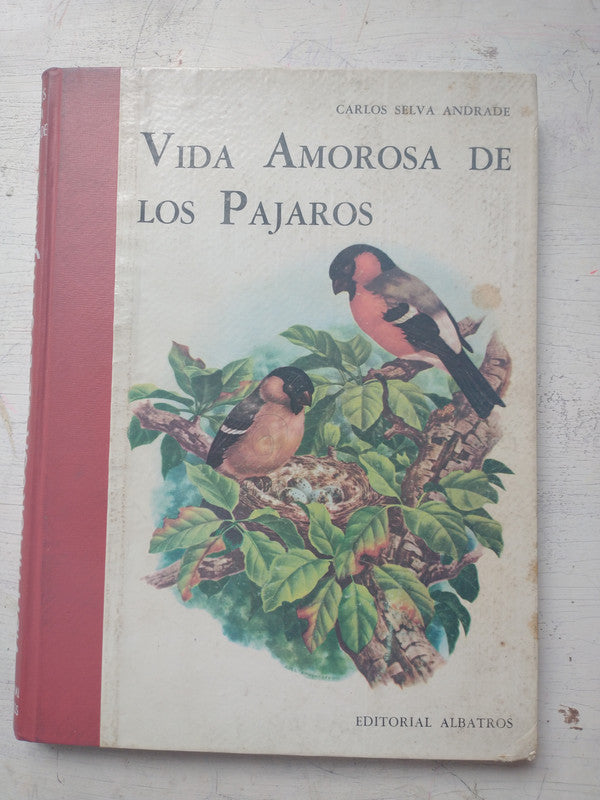 CARLOS SELVA ANDRADE
VIDA AMOROSA DE
LOS PAJAROS
EDITORIAL ALBATROS